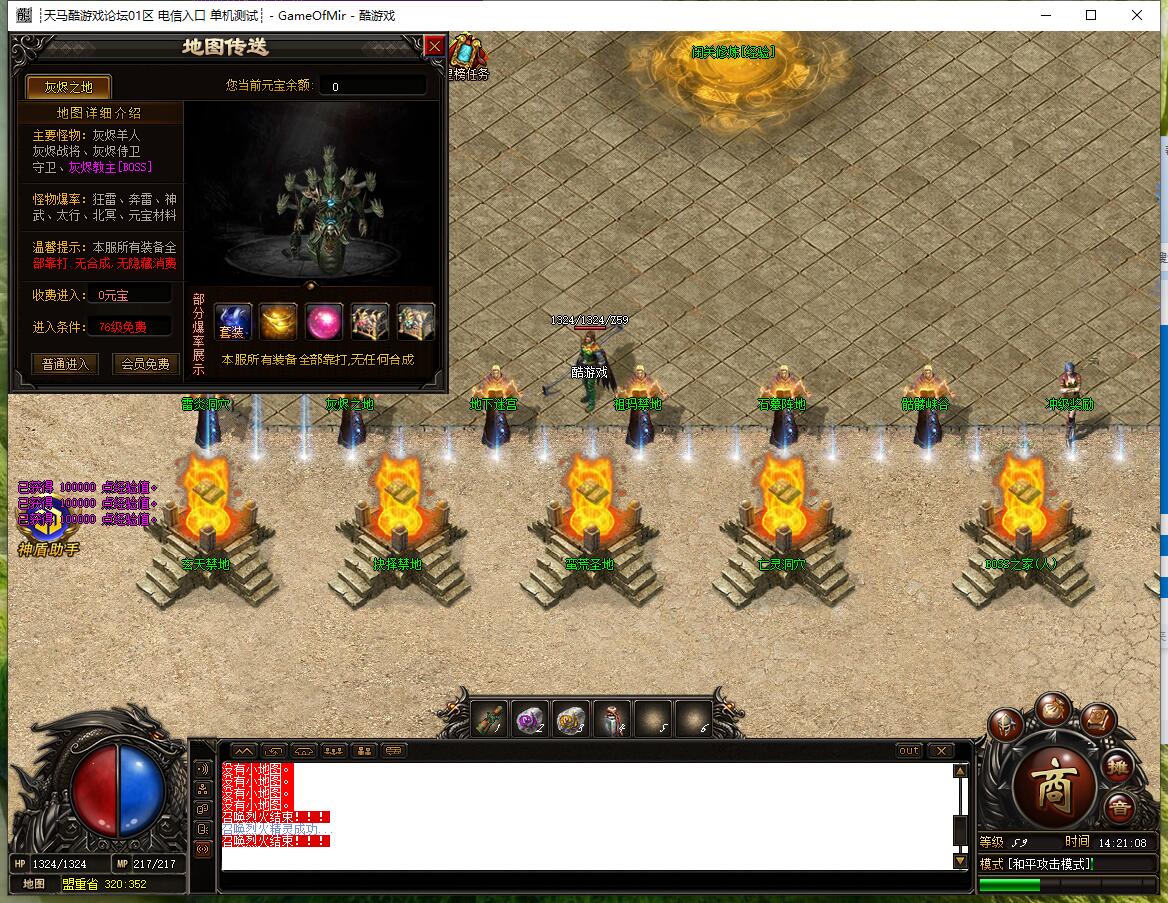 天马酷游戏论坛01区 电信入口 单机测试 - GameOfMir - 酷游戏
地图传送
灰烬之地
您当前元宝余额： 0
地图详细介绍
主要怪物：灰烬羊人
灰烬战将、灰烬侍卫
守卫、灰烬教主[BOSS]
怪物爆率：狂雷、奔雷、神
武、太行、北冥、元宝材料
温馨提示：本服所有装备全
部靠打.无合成.无隐藏消费
收费进入： 0元宝
进入条件： 76级免费
普通进入 会员免费
部分爆率展示
套装
本服所有装备全部靠打,无任何合成
榜任务
闭关修炼[经验]
1324/1324/Z59
酷游戏
雷炎洞穴 灰烬之地 地下迷宫 祖玛禁地 石墓阵地 骷髅峡谷 冲级奖励
已获得 100000 点经验值。
已获得 100000 点经验值。
已获得 100000 点经验值。
神盾助手
玄天禁地 抉择禁地 蛮荒圣地 亡灵洞穴 BOSS之家(人)
1 2 3 4 5 6
out X
没有小地图。
没有小地图。
没有小地图。
没有小地图。
召唤烈火结束！！！
召唤烈火精灵成功...
召唤烈火结束！！！
商
摊
音
HP 1324/1324 MP 217/217
地图 盟重省 320:352
等级 59 时间 14:21:08
模式 [和平攻击模式]